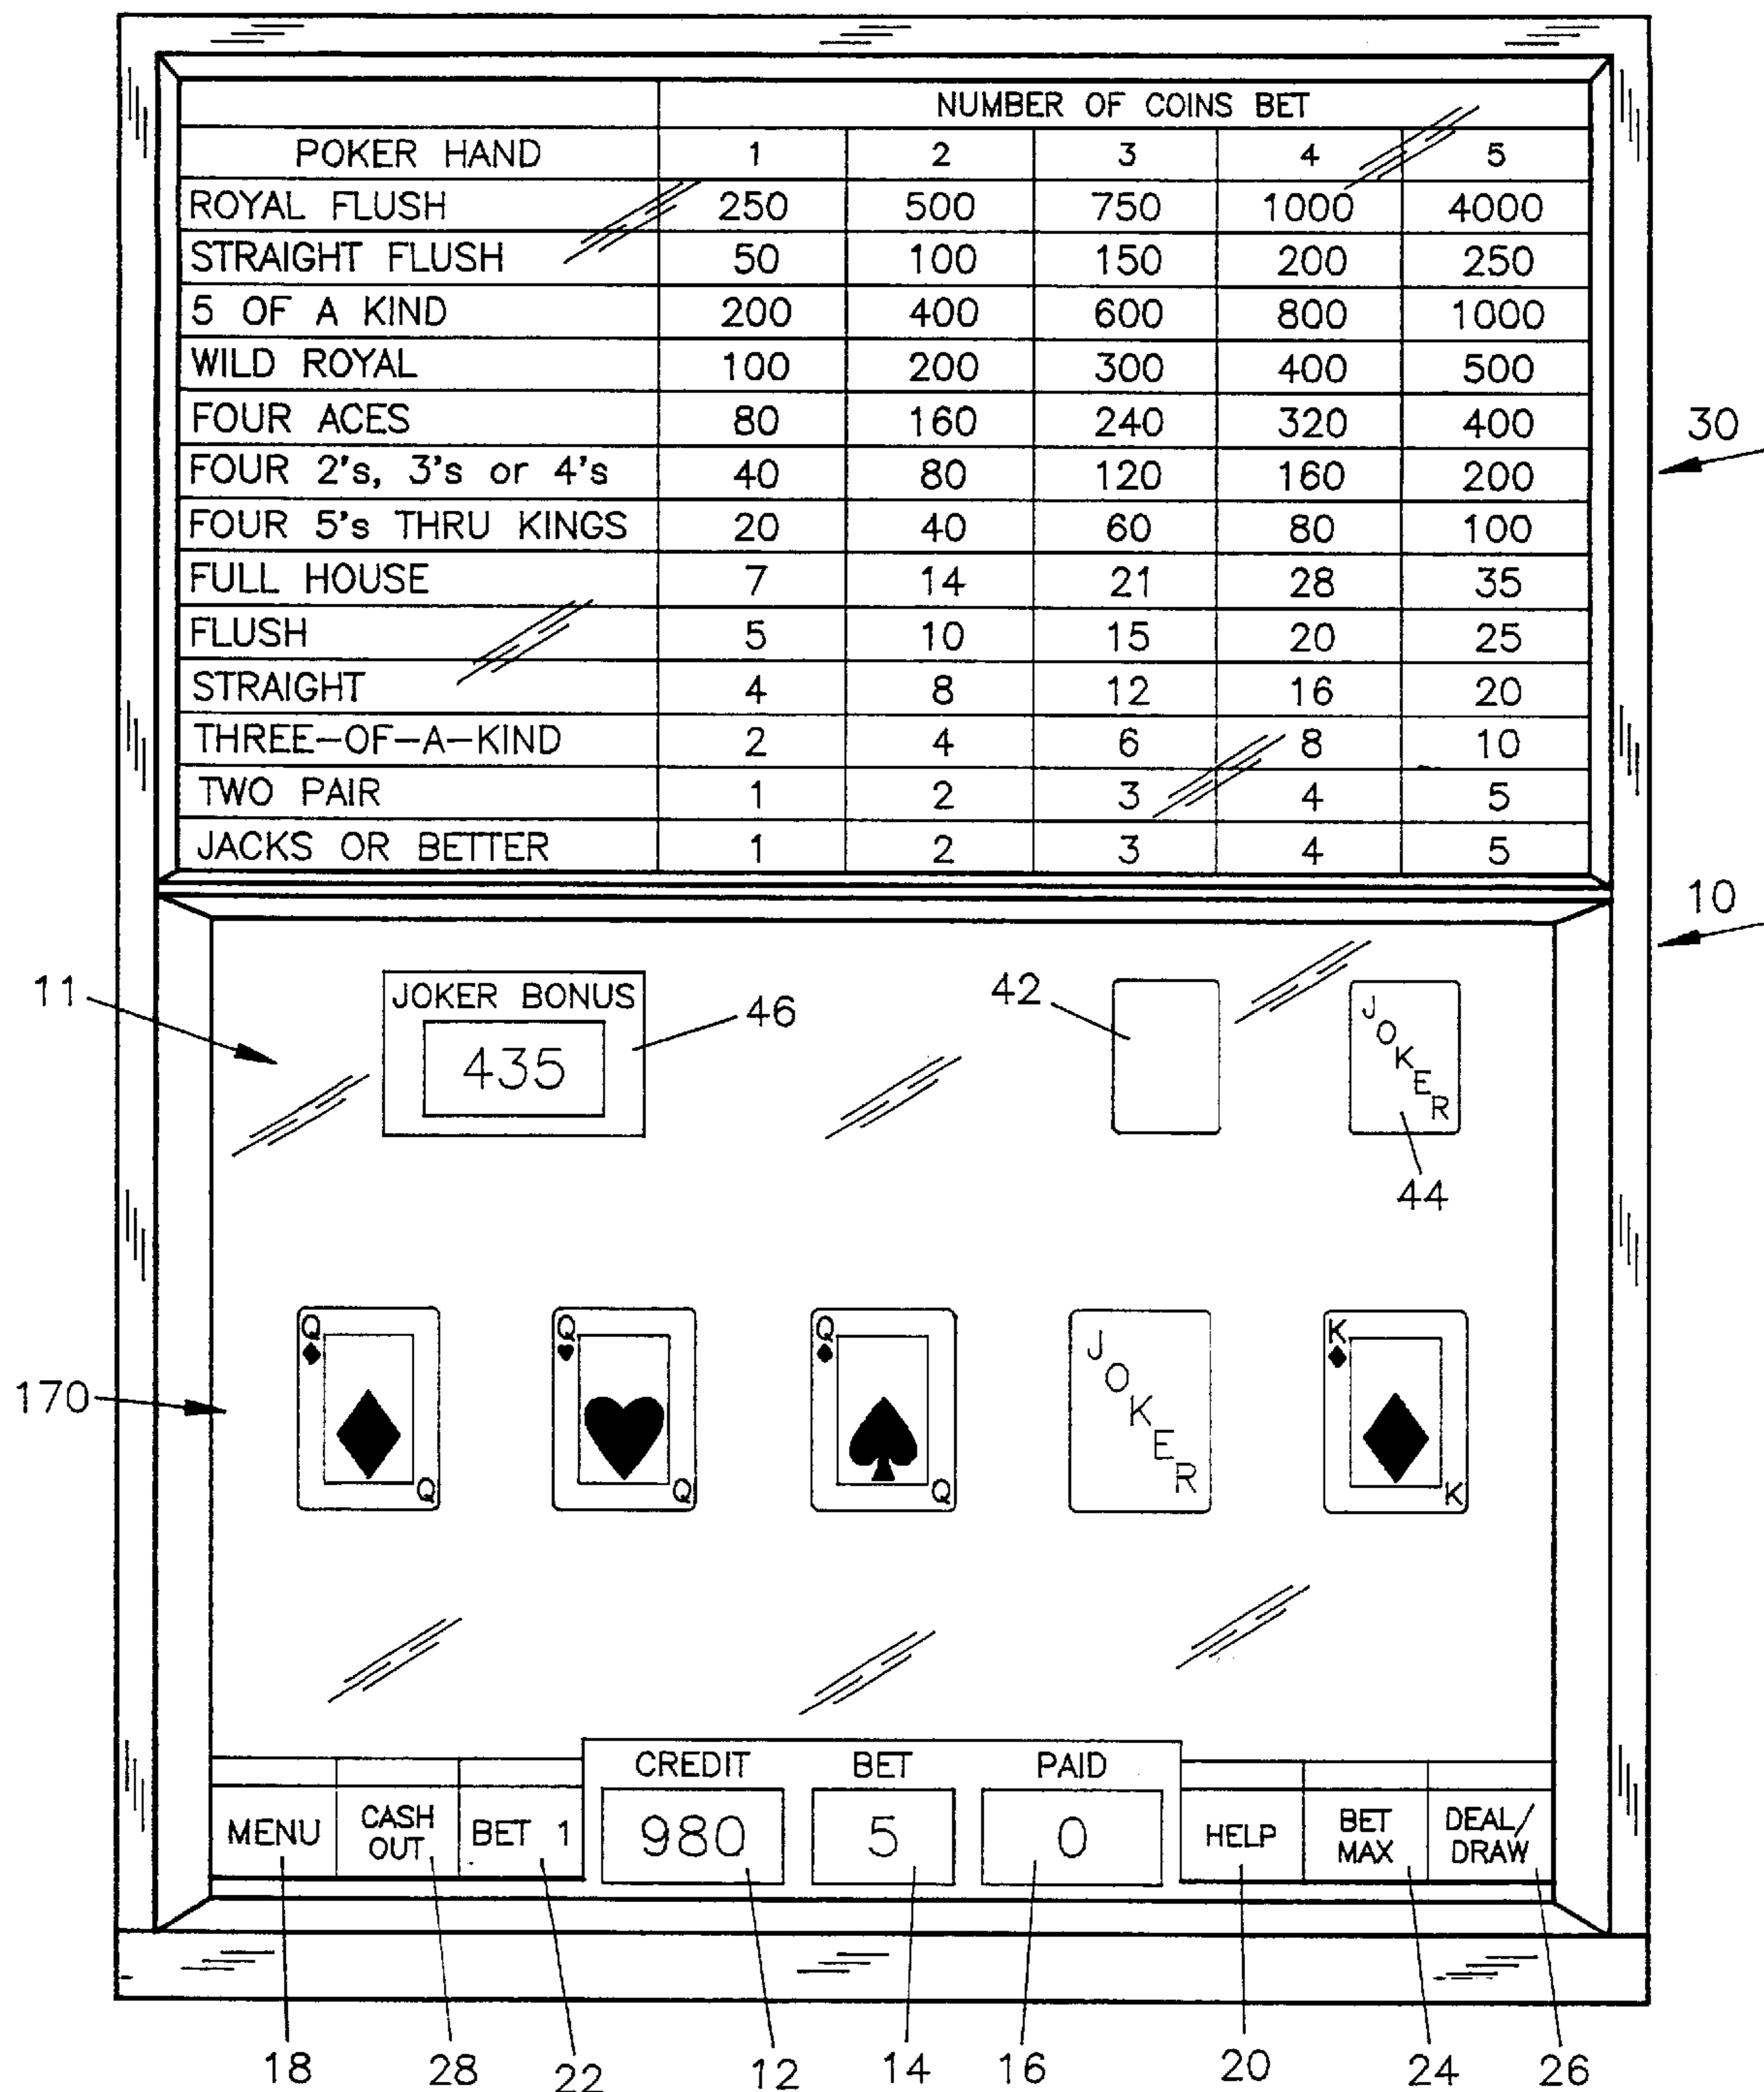 NUMBER OF COINS BET
POKER HAND 1 2 3 4 5
ROYAL FLUSH 250 500 750 1000 4000
STRAIGHT FLUSH 50 100 150 200 250
5 OF A KIND 200 400 600 800 1000
WILD ROYAL 100 200 300 400 500
FOUR ACES 80 160 240 320 400
30
FOUR 2's, 3's or 4's 40 80 120 160 200
FOUR 5's THRU KINGS 20 40 60 80 100
FULL HOUSE 7 14 21 28 35
FLUSH 5 10 15 20 25
STRAIGHT 4 8 12 16 20
THREE-OF-A-KIND 2 4 6 8 10
TWO PAIR 1 2 3 4 5
JACKS OR BETTER 1 2 3 4 5
10
11
JOKER BONUS
435
46
42
JOKER
44
170
Q Q
Q Q
Q Q
JOKER
K K
CREDIT BET PAID
MENU CASH OUT BET 1 980 5 0 HELP BET MAX DEAL/DRAW
18 28 22 12 14 16 20 24 26